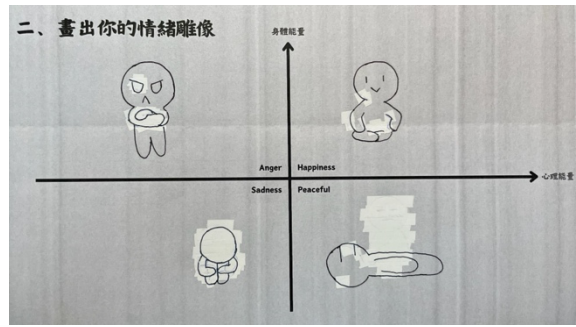 二、畫出你的情緒雕像
身體能量
Anger
Happiness
心理能量
Sadness
Peaceful